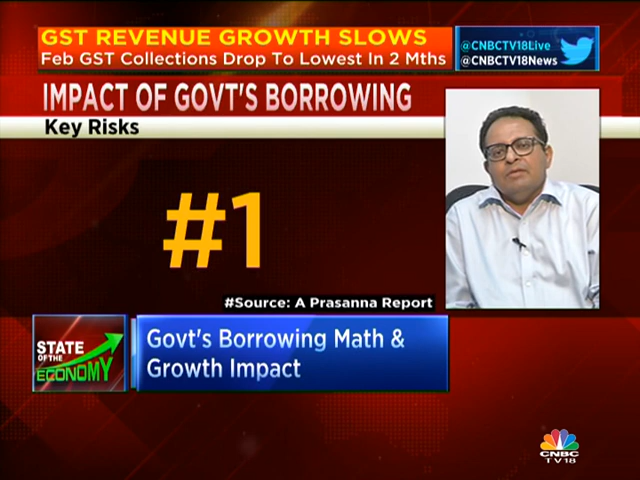 GST REVENUE GROWTH SLOWS
Feb GST Collections Drop To Lowest In 2 Mths
@CNBCTV18Live
@CNBCTV18News
IMPACT OF GOVT'S BORROWING
Key Risks
#1
#Source: A Prasanna Report
STATE
OF THE
ECONOMY
Govt's Borrowing Math &
Growth Impact
CNBC
TV18